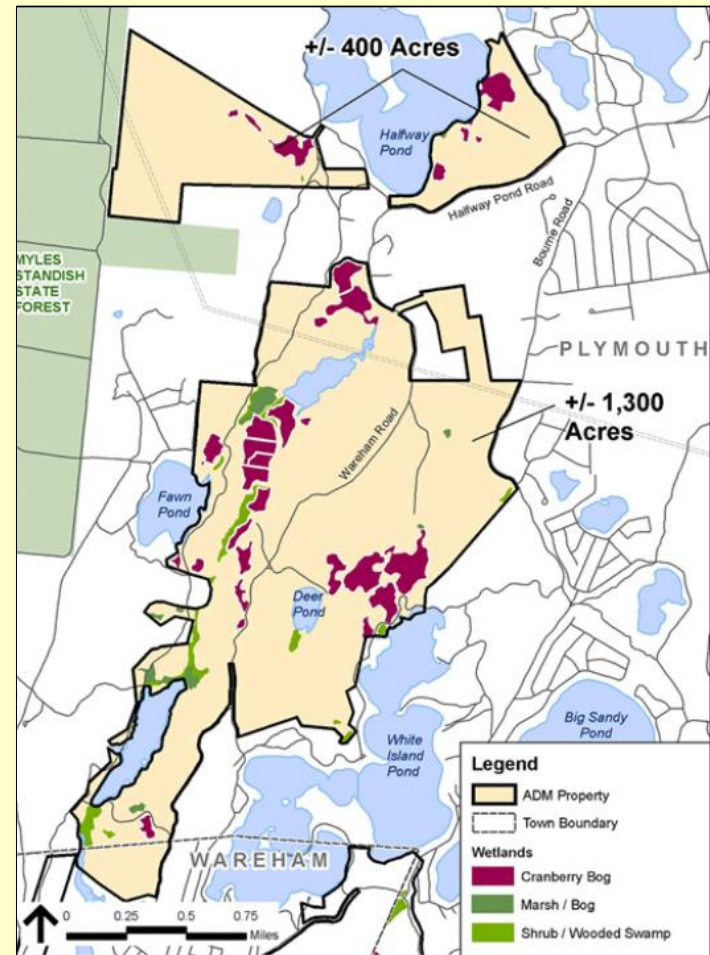 +/- 400 Acres
Halfway
Pond
Halfway Pond Road
Bourne Road
MYLES
STANDISH
STATE
FOREST
PLYMOUTH
+/- 1,300
Acres
Wareham Road
Fawn
Pond
Deer
Pond
White
Island
Pond
Big Sandy
Pond
WAREHAM
Legend
ADM Property
Town Boundary
Wetlands
Cranberry Bog
Marsh / Bog
Shrub / Wooded Swamp
0 0.25 0.5 0.75
Miles